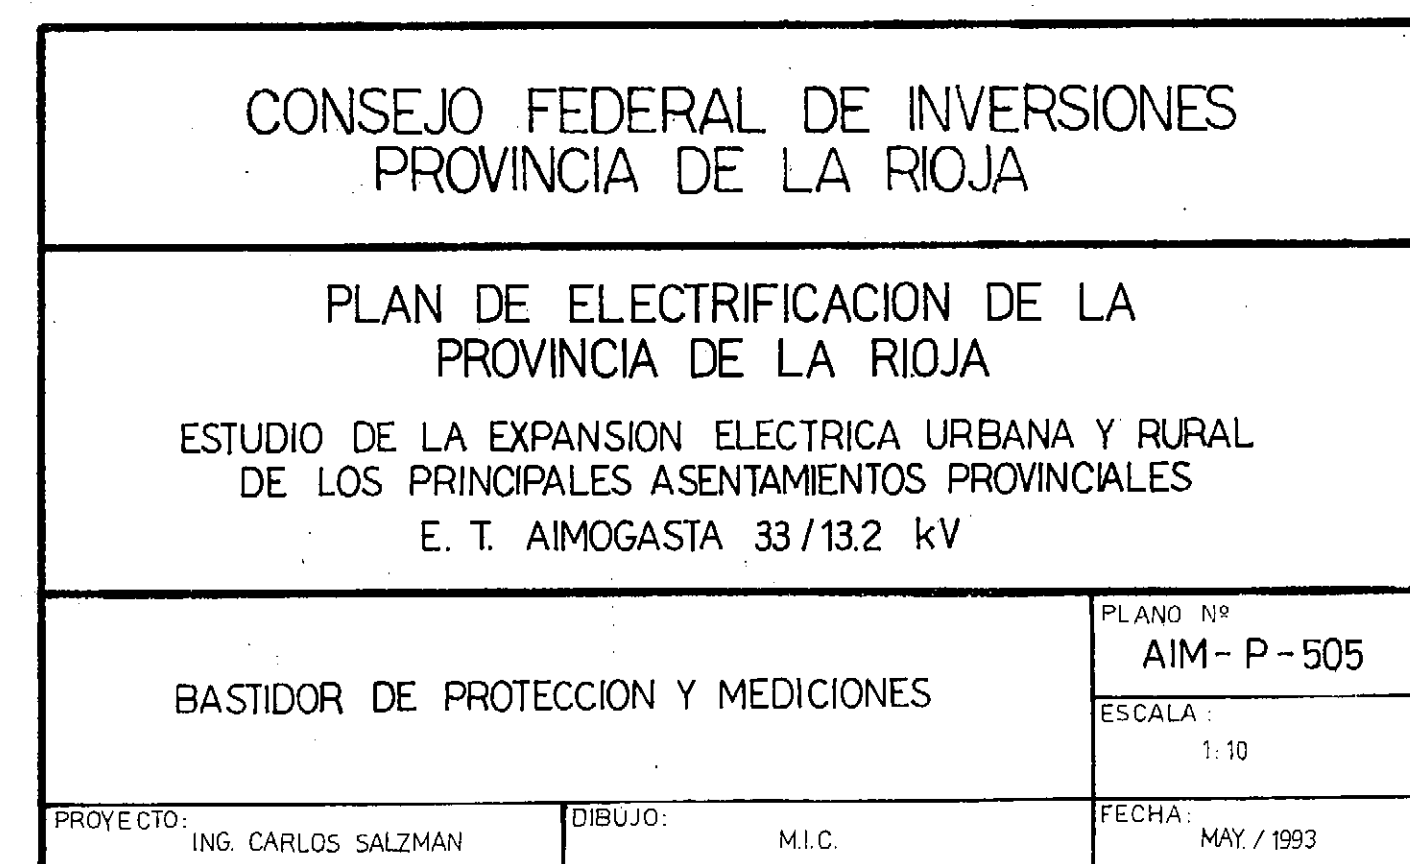 CONSEJO FEDERAL DE INVERSIONES
PROVINCIA DE LA RIOJA
PLAN DE ELECTRIFICACION DE LA
PROVINCIA DE LA RIOJA
ESTUDIO DE LA EXPANSION ELECTRICA URBANA Y RURAL
DE LOS PRINCIPALES ASENTAMIENTOS PROVINCIALES
E. T. AIMOGASTA 33/13.2 kV
BASTIDOR DE PROTECCION Y MEDICIONES
PLANO Nº
AIM-P-505
ESCALA:
1:10
PROYECTO:
ING. CARLOS SALZMAN
DIBUJO:
M.I.C.
FECHA:
MAY. / 1993